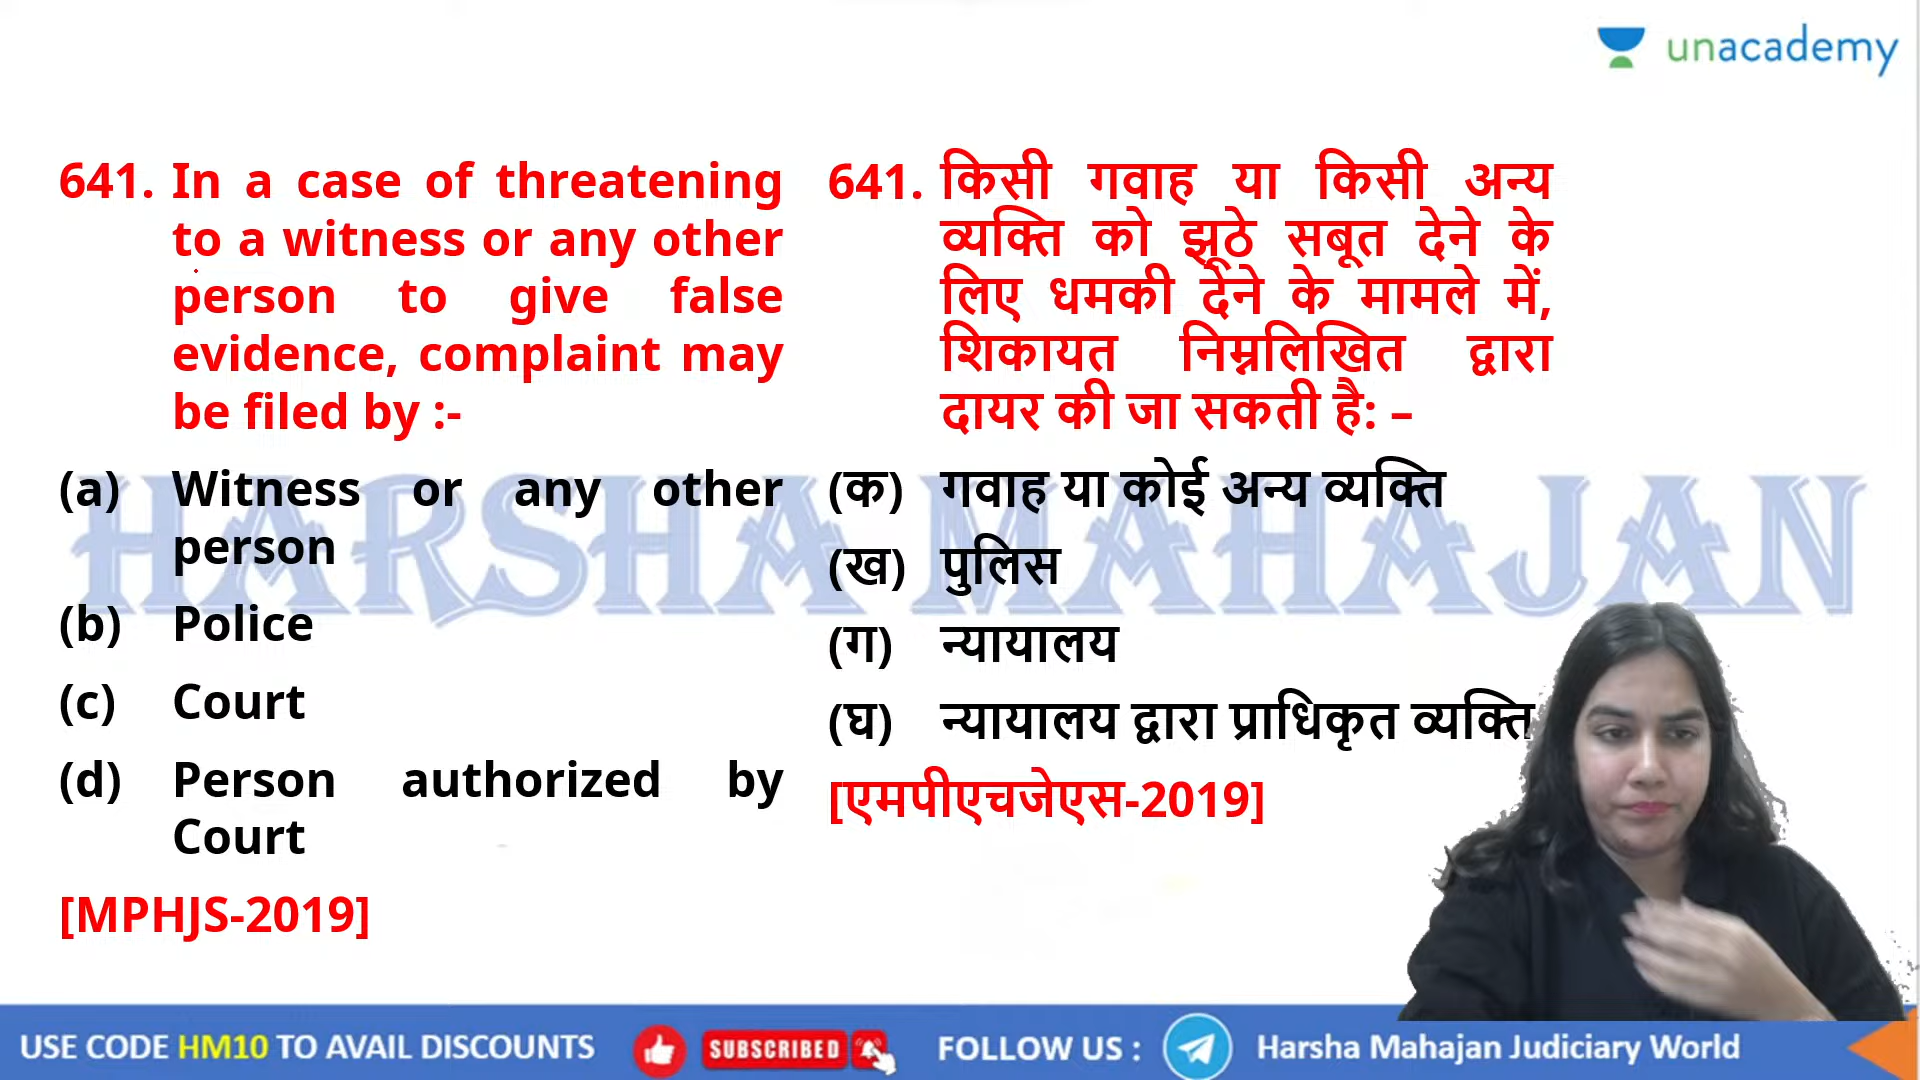 unacademy
641. In a case of threatening
to a witness or any other
person to give false
evidence, complaint may
be filed by :-
(a) Witness or any other
person
(b) Police
(c) Court
(d) Person authorized by
Court
[MPHJS-2019]
641. किसी गवाह या किसी अन्य
व्यक्ति को झूठे सबूत देने के
लिए धमकी देने के मामले में,
शिकायत निम्नलिखित द्वारा
दायर की जा सकती है: –
(क) गवाह या कोई अन्य व्यक्ति
(ख) पुलिस
(ग) न्यायालय
(घ) न्यायालय द्वारा प्राधिकृत व्यक्ति
[एमपीएचजेएस-2019]
HARSHA MAHAJAN
USE CODE HM10 TO AVAIL DISCOUNTS
SUBSCRIBED
FOLLOW US :
Harsha Mahajan Judiciary World